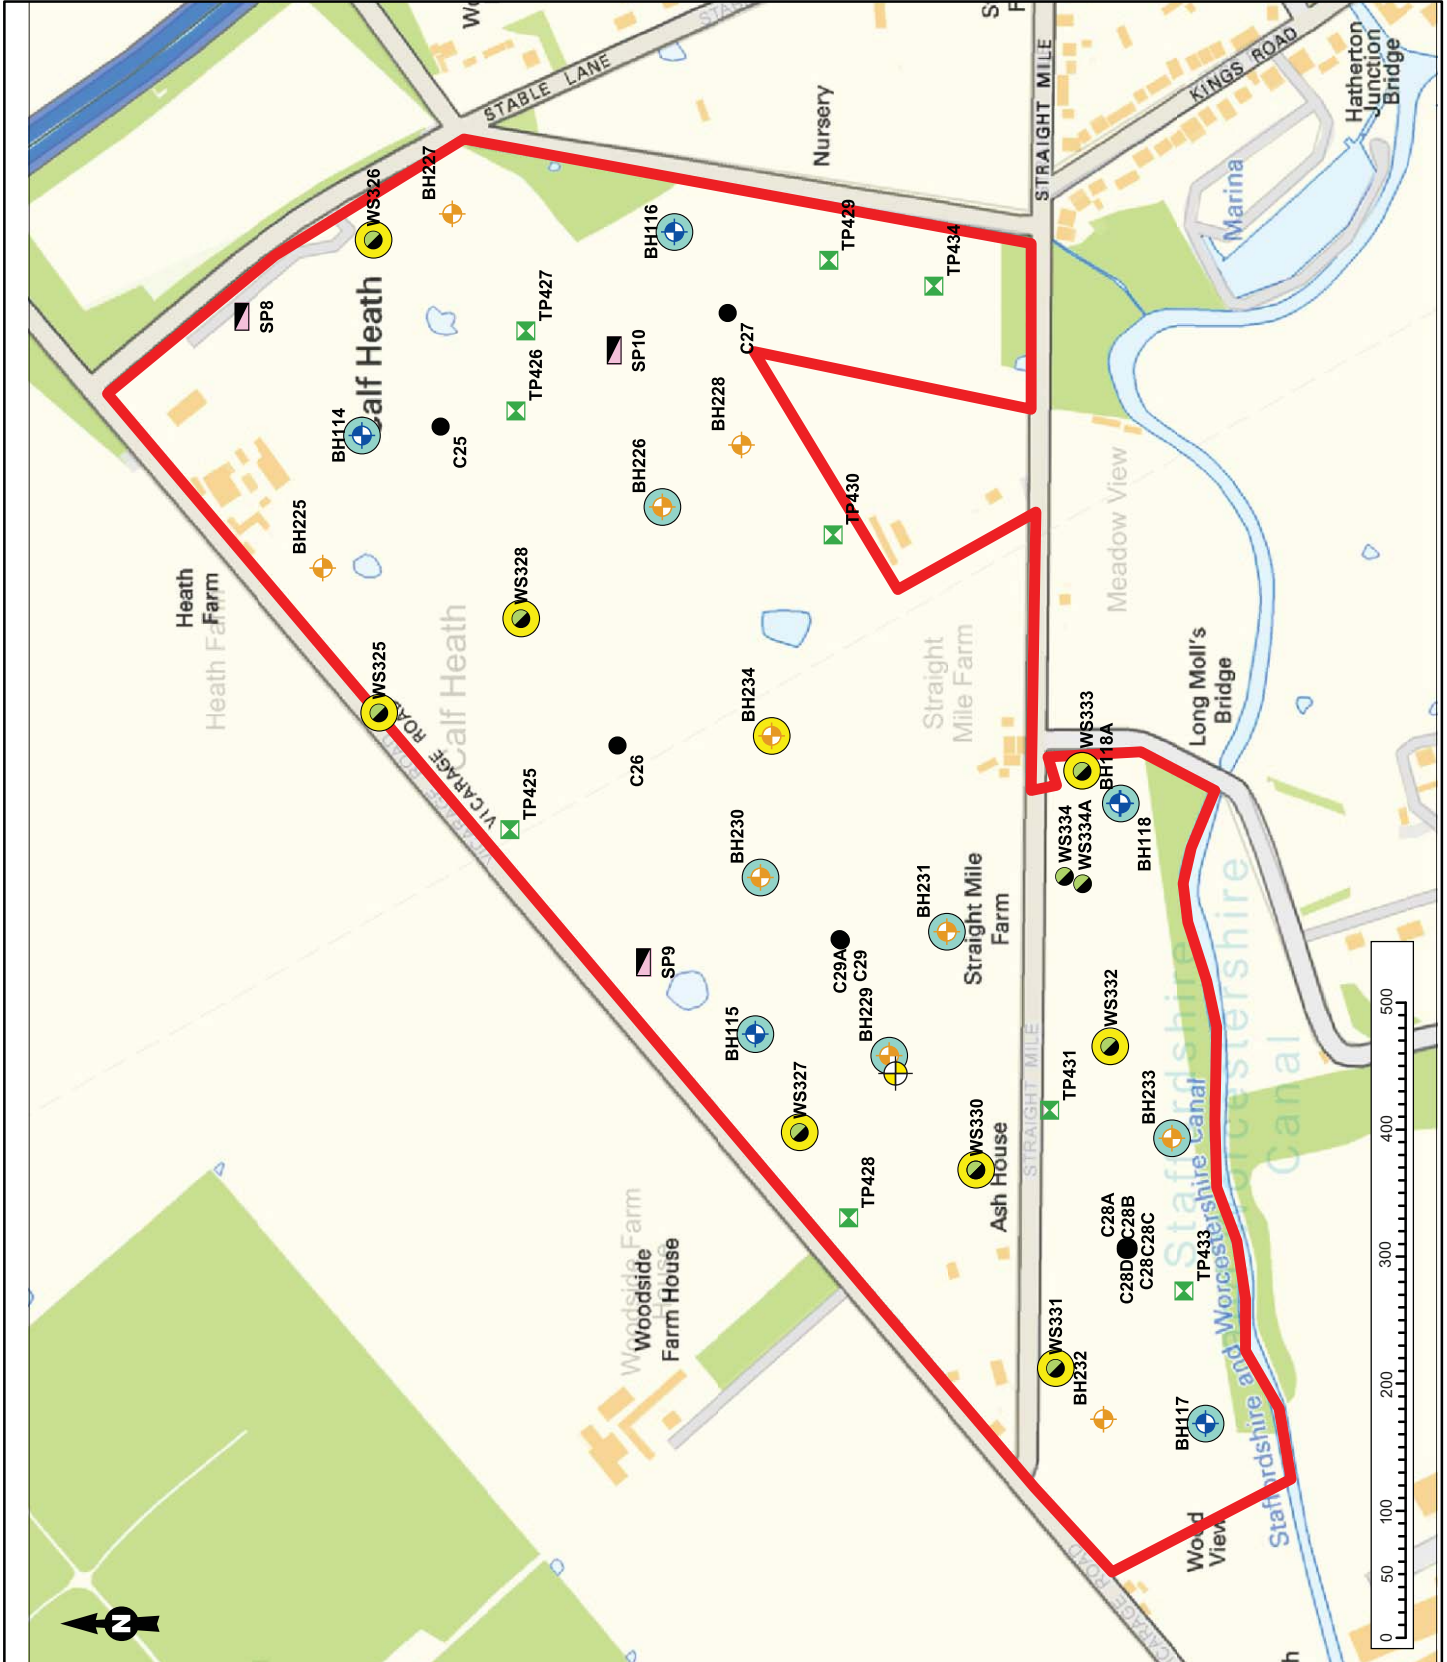 STABLE LANE
STABL
Nursery
STRAIGHT MILE
KINGS ROAD
Hatherton
Junction
Bridge
Marina
WS326
BH227
BH116
TP429
TP434
SP8
Calf Heath
TP427
TP426
SP10
C27
BH114
C25
BH228
BH226
BH225
TP430
Heath
Farm
Heath Farm
WS328
Calf Heath
WS325
VICARAGE ROAD
VICARAGE ROAD
Meadow View
Straight
Mile Farm
Long Moll's
Bridge
BH234
C26
TP425
WS333
BH118A
BH118
WS334
WS334A
BH230
BH231
Straight Mile
Farm
SP9
C29A
C29
BH229
BH115
WS327
WS332
TP431
STRAIGHT MILE
BH233
WS330
Ash House
TP428
Woodside Farm
House
Woodside
Farm House
C28A
C28B
C28D
C28C
TP433
Staffordshire
Worcestershire
Canal
Staffordshire and Worcestershire Canal
WS331
BH232
BH117
Wood
View
VICARAGE ROAD
N
0
50
100
200
300
400
500